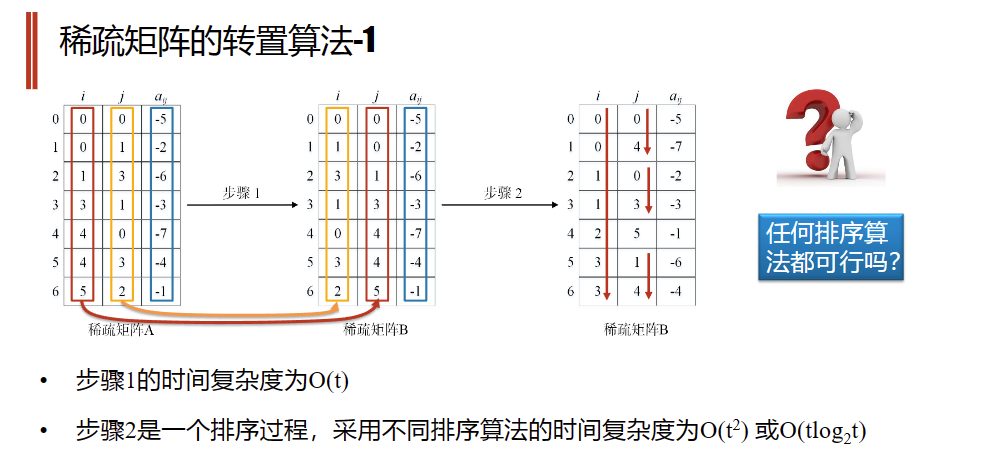 稀疏矩阵的转置算法-1
i j aij
0 0 0 -5
1 0 1 -2
2 1 3 -6
3 3 1 -3
4 4 0 -7
5 4 3 -4
6 5 2 -1
稀疏矩阵A
步骤 1
i j aij
0 0 0 -5
1 1 0 -2
2 3 1 -6
3 1 3 -3
4 0 4 -7
5 3 4 -4
6 2 5 -1
稀疏矩阵B
步骤 2
i j aij
0 0 0 -5
1 0 4 -7
2 1 0 -2
3 1 3 -3
4 2 5 -1
5 3 1 -6
6 3 4 -4
稀疏矩阵B
任何排序算
法都可行吗?
• 步骤1的时间复杂度为O(t)
• 步骤2是一个排序过程，采用不同排序算法的时间复杂度为O(t²) 或O(tlog₂t)